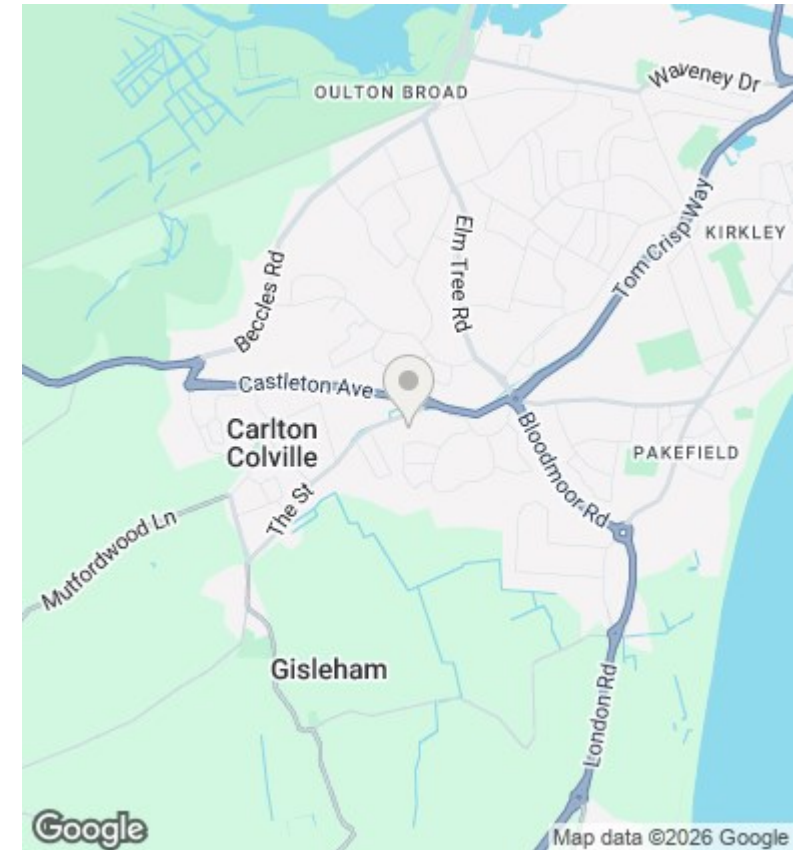 Waveney Dr
OULTON BROAD
Tom Crisp Way
KIRKLEY
Elm Tree Rd
Beccles Rd
Castleton Ave
Carlton
Colville
PAKEFIELD
Bloodmoor Rd
The St
Mutfordwood Ln
Gisleham
London Rd
Google
Map data ©2026 Google